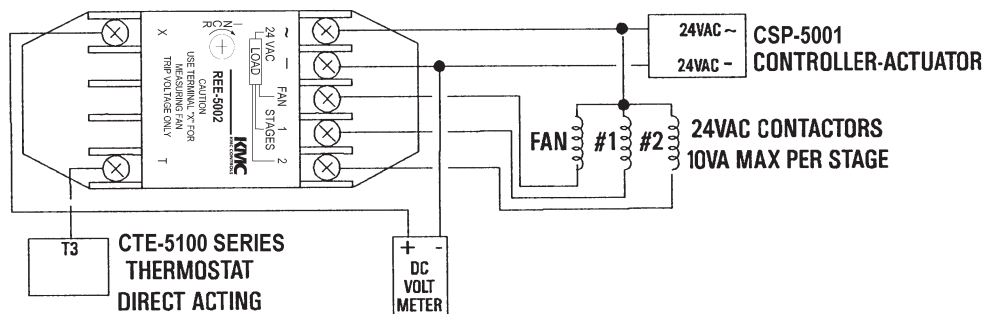 X
T
INCR
REE-5002
CAUTION
USE TERMINAL "X" FOR
MEASURING FAN
TRIP VOLTAGE ONLY
KMC
~
24 VAC
–
LOAD
FAN
STAGES
1
2
24VAC ~
24VAC -
CSP-5001
CONTROLLER-ACTUATOR
FAN
#1
#2
24VAC CONTACTORS
10VA MAX PER STAGE
T3
CTE-5100 SERIES
THERMOSTAT
DIRECT ACTING
+ -
DC
VOLT
METER